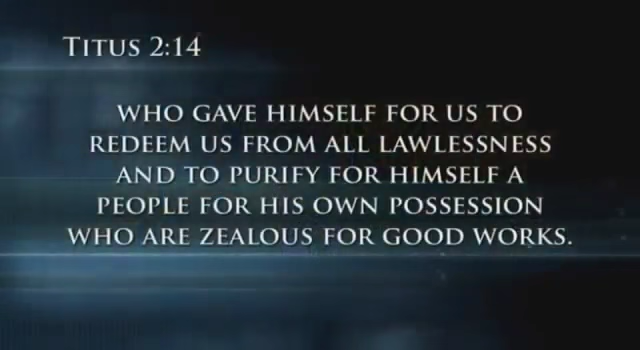 Titus 2:14
who gave himself for us to
redeem us from all lawlessness
and to purify for himself a
people for his own possession
who are zealous for good works.